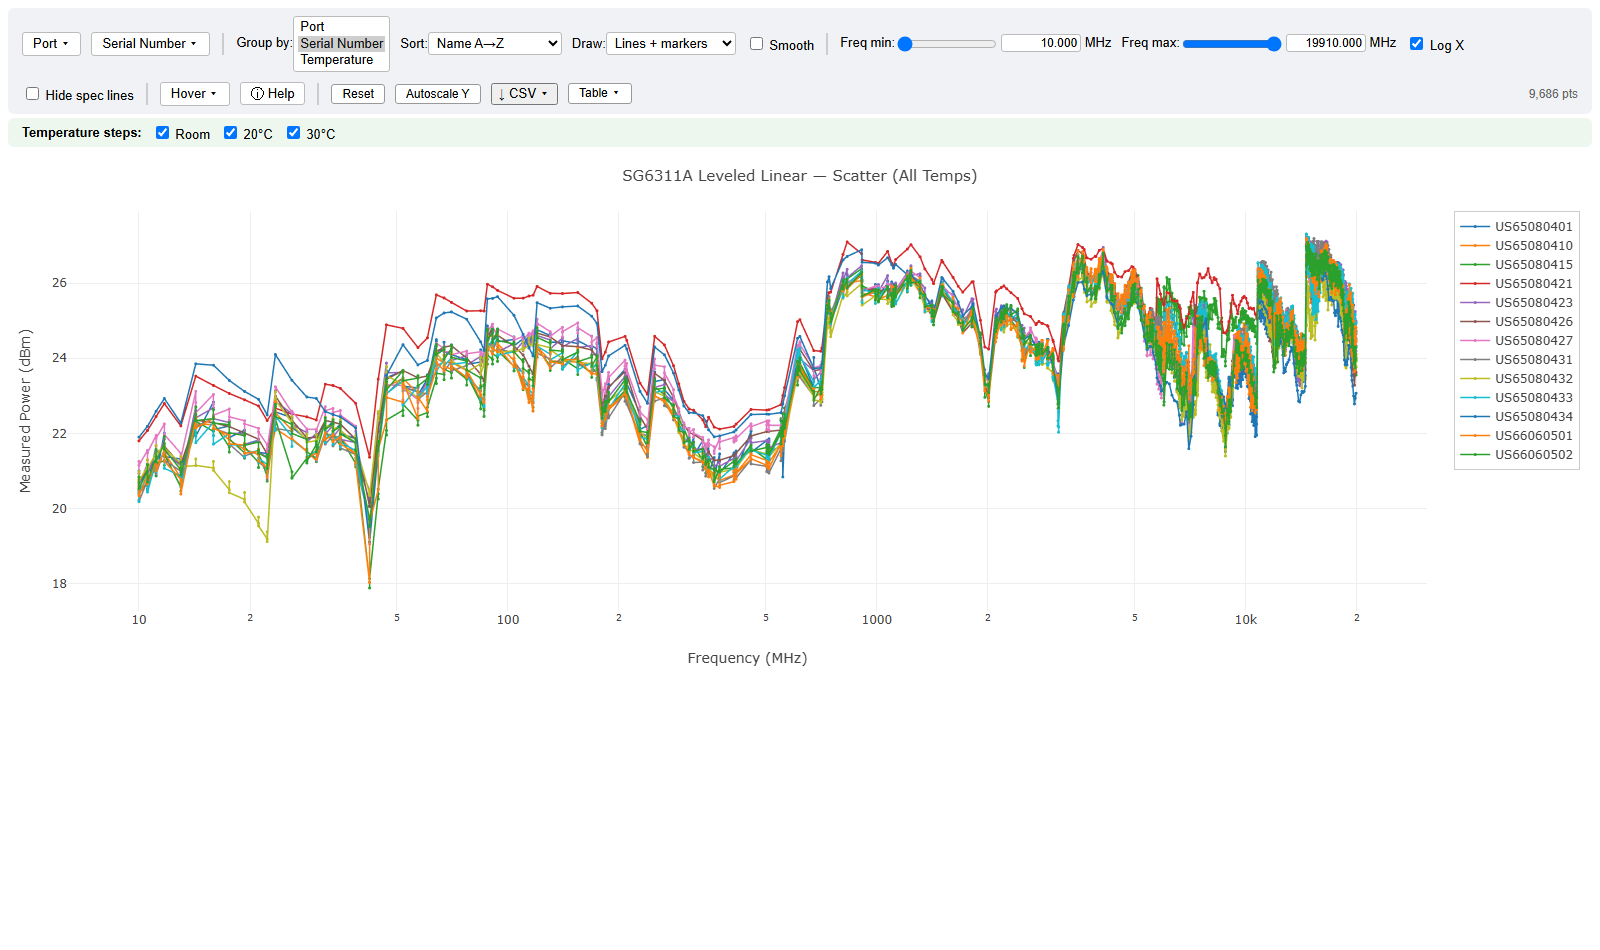 Port ▾
Serial Number ▾
Group by:
Port
Serial Number
Temperature
Sort: Name A→Z
Draw: Lines + markers
Smooth
Freq min: 10.000 MHz
Freq max: 19910.000 MHz
Log X
Hide spec lines
Hover ▾
ⓘ Help
Reset
Autoscale Y
↓ CSV ▾
Table ▾
9,686 pts
Temperature steps: Room 20°C 30°C
SG6311A Leveled Linear — Scatter (All Temps)
Measured Power (dBm)
26
24
22
20
18
10 2 5 100 2 5 1000 2 5 10k 2
Frequency (MHz)
US65080401
US65080410
US65080415
US65080421
US65080423
US65080426
US65080427
US65080431
US65080432
US65080433
US65080434
US66060501
US66060502